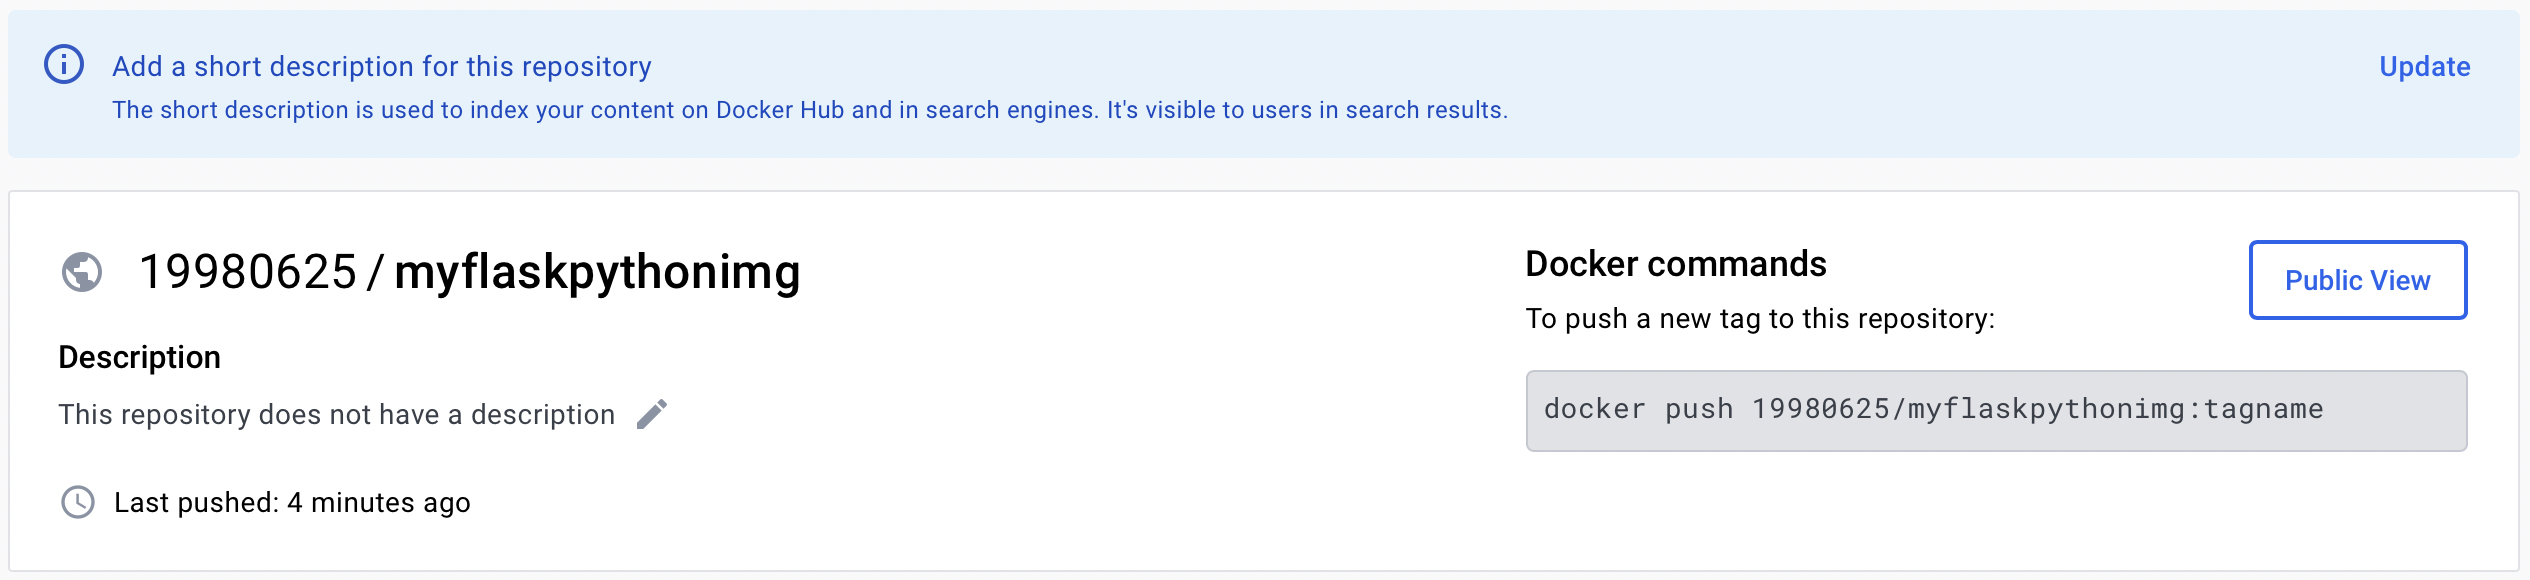 Add a short description for this repository
Update
The short description is used to index your content on Docker Hub and in search engines. It's visible to users in search results.
19980625 / myflaskpythonimg
Description
This repository does not have a description
Last pushed: 4 minutes ago
Docker commands
Public View
To push a new tag to this repository:
docker push 19980625/myflaskpythonimg:tagname